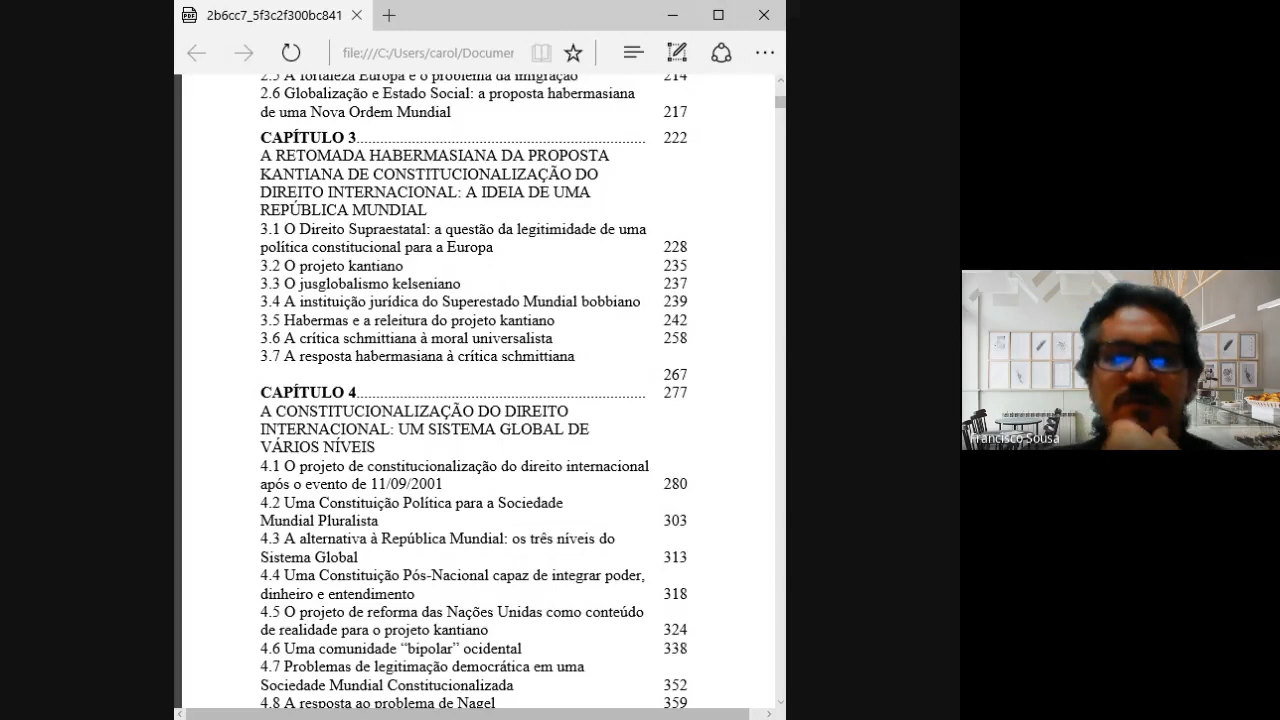 2b6cc7_5f3c2f300bc841
file:///C:/Users/carol/Documer
2.5 A fortaleza Europa e o problema da imigração 214
2.6 Globalização e Estado Social: a proposta habermasiana
de uma Nova Ordem Mundial 217
CAPÍTULO 3 222
A RETOMADA HABERMASIANA DA PROPOSTA
KANTIANA DE CONSTITUCIONALIZAÇÃO DO
DIREITO INTERNACIONAL: A IDEIA DE UMA
REPÚBLICA MUNDIAL
3.1 O Direito Supraestatal: a questão da legitimidade de uma
política constitucional para a Europa 228
3.2 O projeto kantiano 235
3.3 O jusglobalismo kelseniano 237
3.4 A instituição jurídica do Superestado Mundial bobbiano 239
3.5 Habermas e a releitura do projeto kantiano 242
3.6 A crítica schmittiana à moral universalista 258
3.7 A resposta habermasiana à crítica schmittiana
267
CAPÍTULO 4 277
A CONSTITUCIONALIZAÇÃO DO DIREITO
INTERNACIONAL: UM SISTEMA GLOBAL DE
VÁRIOS NÍVEIS
4.1 O projeto de constitucionalização do direito internacional
após o evento de 11/09/2001 280
4.2 Uma Constituição Política para a Sociedade
Mundial Pluralista 303
4.3 A alternativa à República Mundial: os três níveis do
Sistema Global 313
4.4 Uma Constituição Pós-Nacional capaz de integrar poder,
dinheiro e entendimento 318
4.5 O projeto de reforma das Nações Unidas como conteúdo
de realidade para o projeto kantiano 324
4.6 Uma comunidade “bipolar” ocidental 338
4.7 Problemas de legitimação democrática em uma
Sociedade Mundial Constitucionalizada 352
4.8 A resposta ao problema de Nagel 359
Francisco Sousa